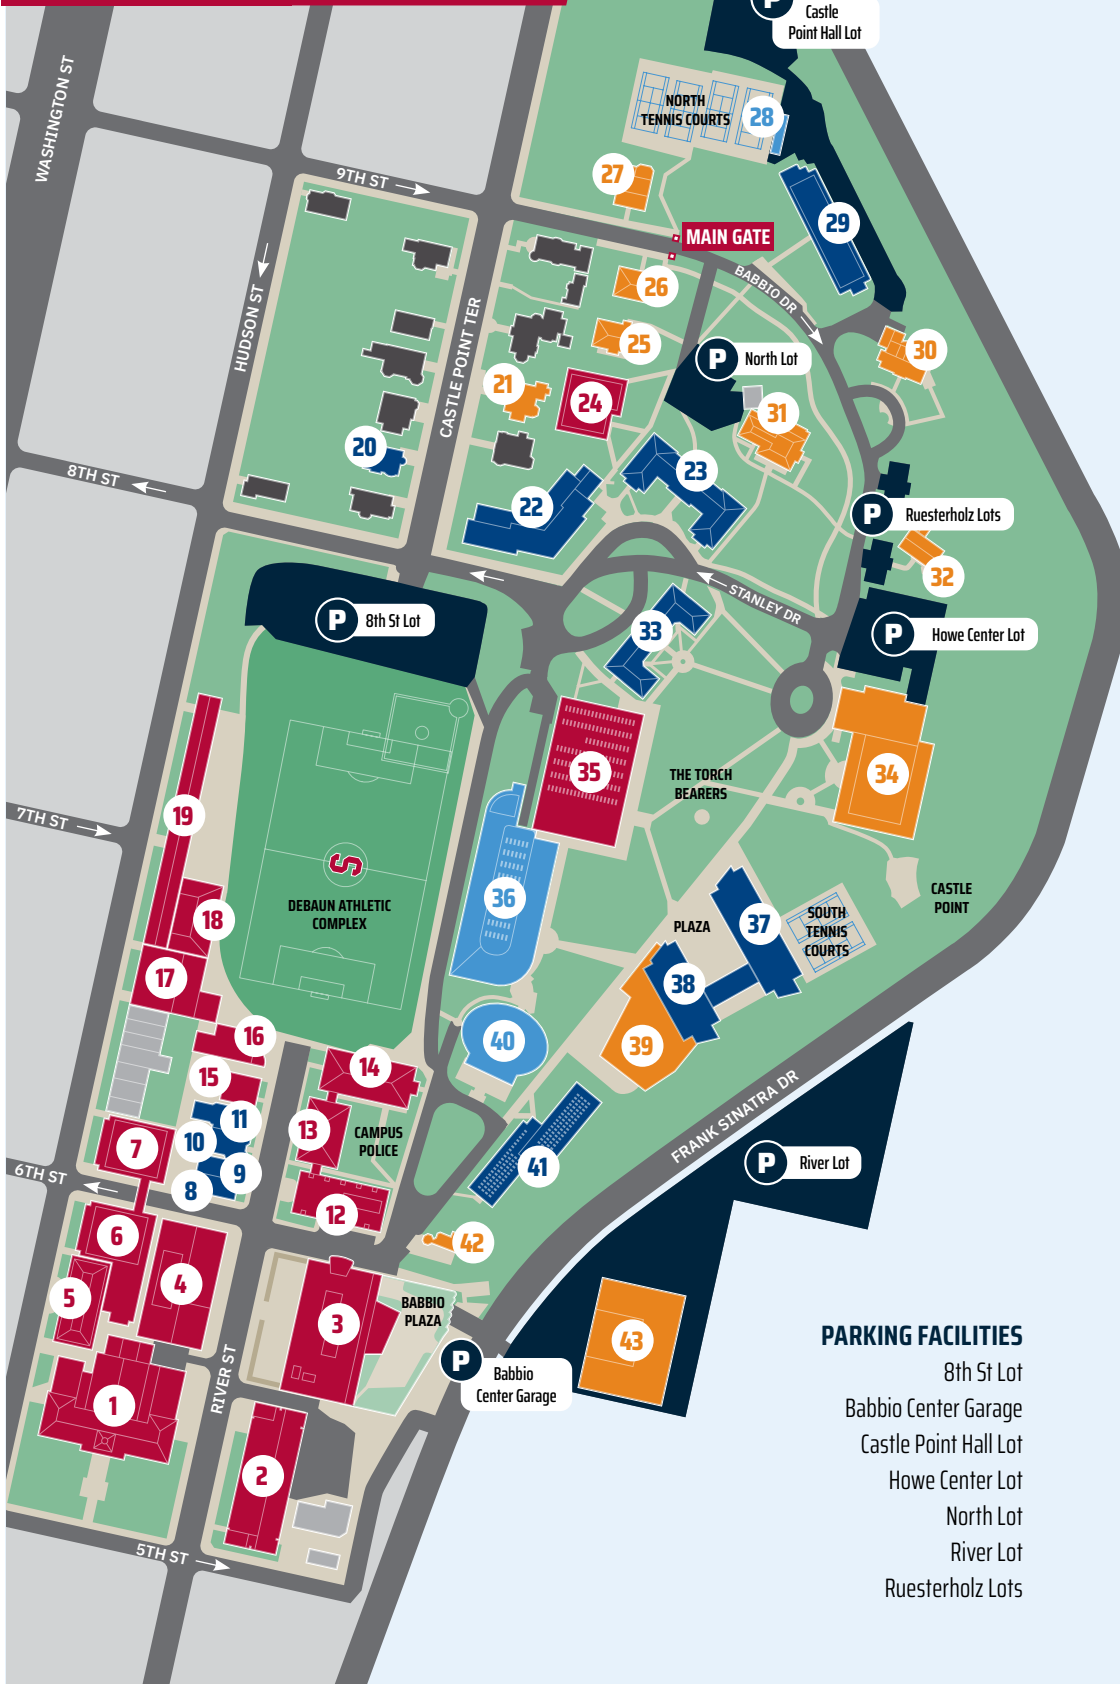 P
Castle
Point Hall Lot
WASHINGTON ST
NORTH
TENNIS COURTS
28
9TH ST
27
29
MAIN GATE
BABBIO DR
26
HUDSON ST
CASTLE POINT TER
25
P
North Lot
30
21
24
31
20
8TH ST
23
22
P
Ruesterholz Lots
32
STANLEY DR
P
8th St Lot
33
P
Howe Center Lot
35
THE TORCH
BEARERS
34
19
7TH ST
S
36
DEBAUN ATHLETIC
COMPLEX
18
CASTLE
POINT
PLAZA
37
SOUTH
TENNIS
COURTS
17
38
16
40
39
14
15
FRANK SINATRA DR
11
13
CAMPUS
POLICE
10
7
P
River Lot
41
6TH ST
9
8
12
6
42
5
4
BABBIO
PLAZA
3
43
PARKING FACILITIES
8th St Lot
Babbio Center Garage
Castle Point Hall Lot
Howe Center Lot
North Lot
River Lot
Ruesterholz Lots
P
Babbio
Center Garage
RIVER ST
1
2
5TH ST